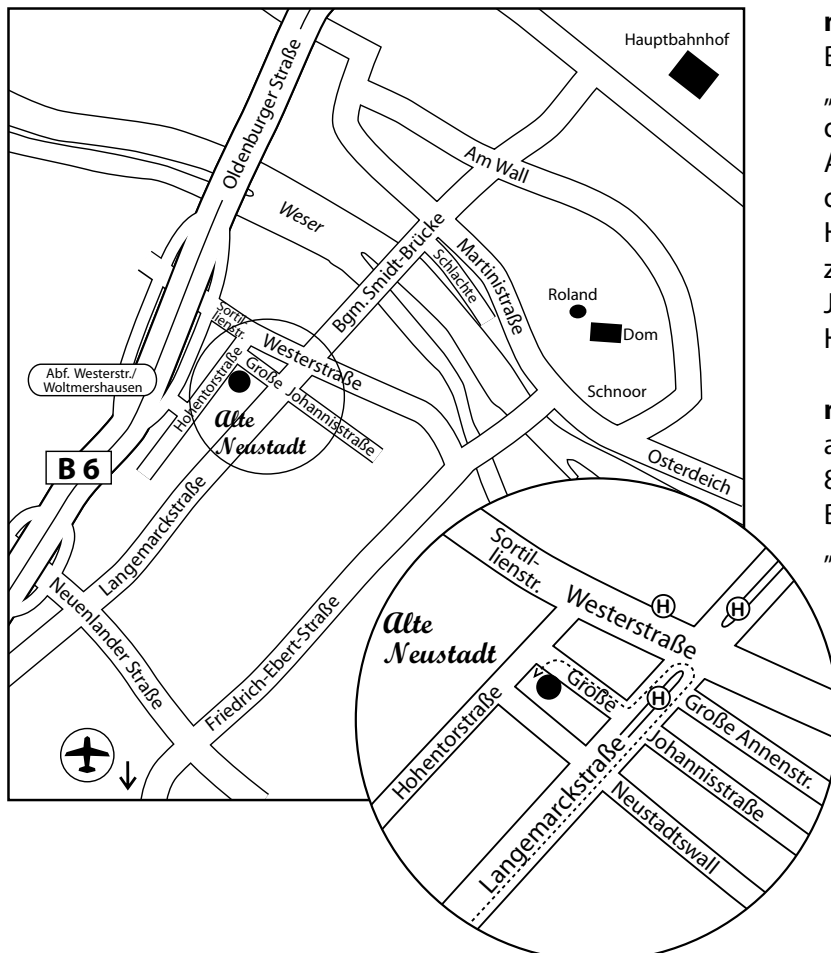 Hauptbahnhof
Oldenburger Straße
Am Wall
Weser
Bgm. Smidt-Brücke
Martinistraße
Schlachte
Roland
Dom
Schnoor
Sortil-
lienstr.
Westerstraße
Abf. Westerstr./
Woltmershausen
Hohentorstraße
Große
Johannisstraße
Alte
Neustadt
B 6
Osterdeich
Langemarckstraße
Neuenlander Straße
Friedrich-Ebert-Straße
Sortil-
lienstr.
H
H
Westerstraße
Alte
Neustadt
Große
H
Hohentorstraße
Große Annenstr.
Johannisstraße
Langemarckstraße
Neustadtswall